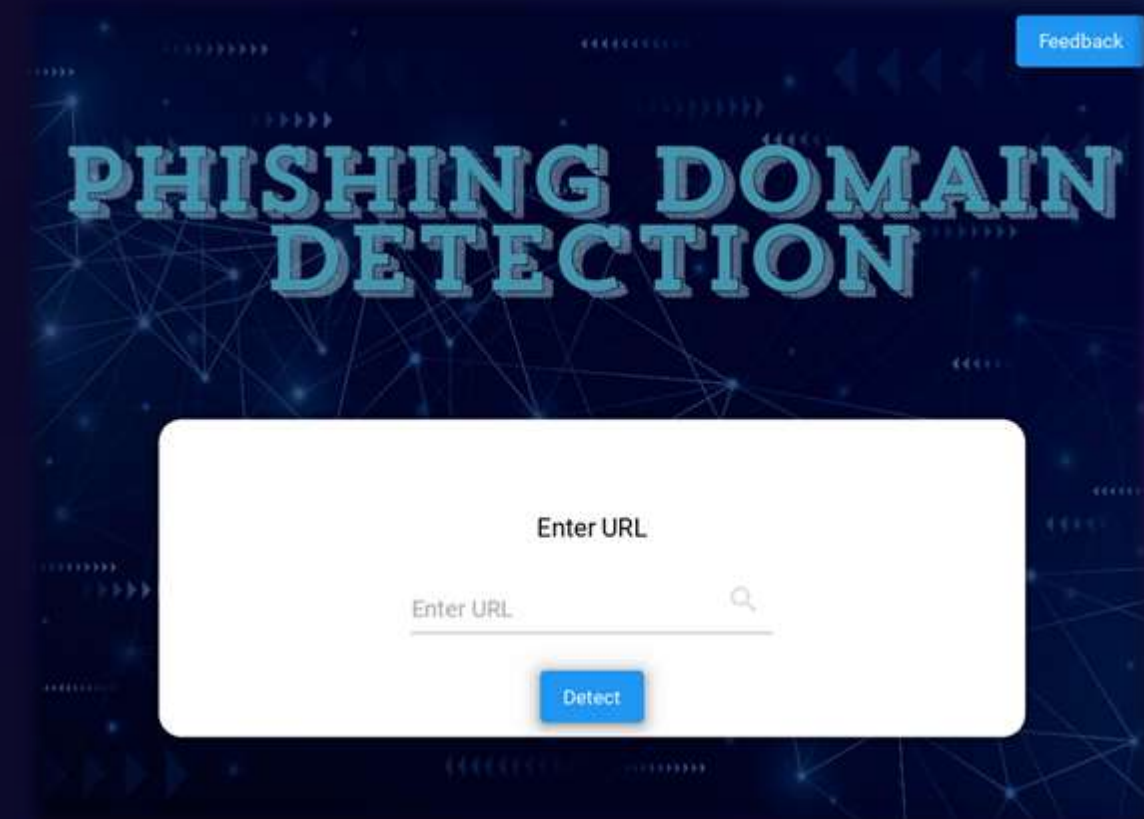 Feedback
PHISHING DOMAIN
DETECTION
Enter URL
Enter URL
Detect